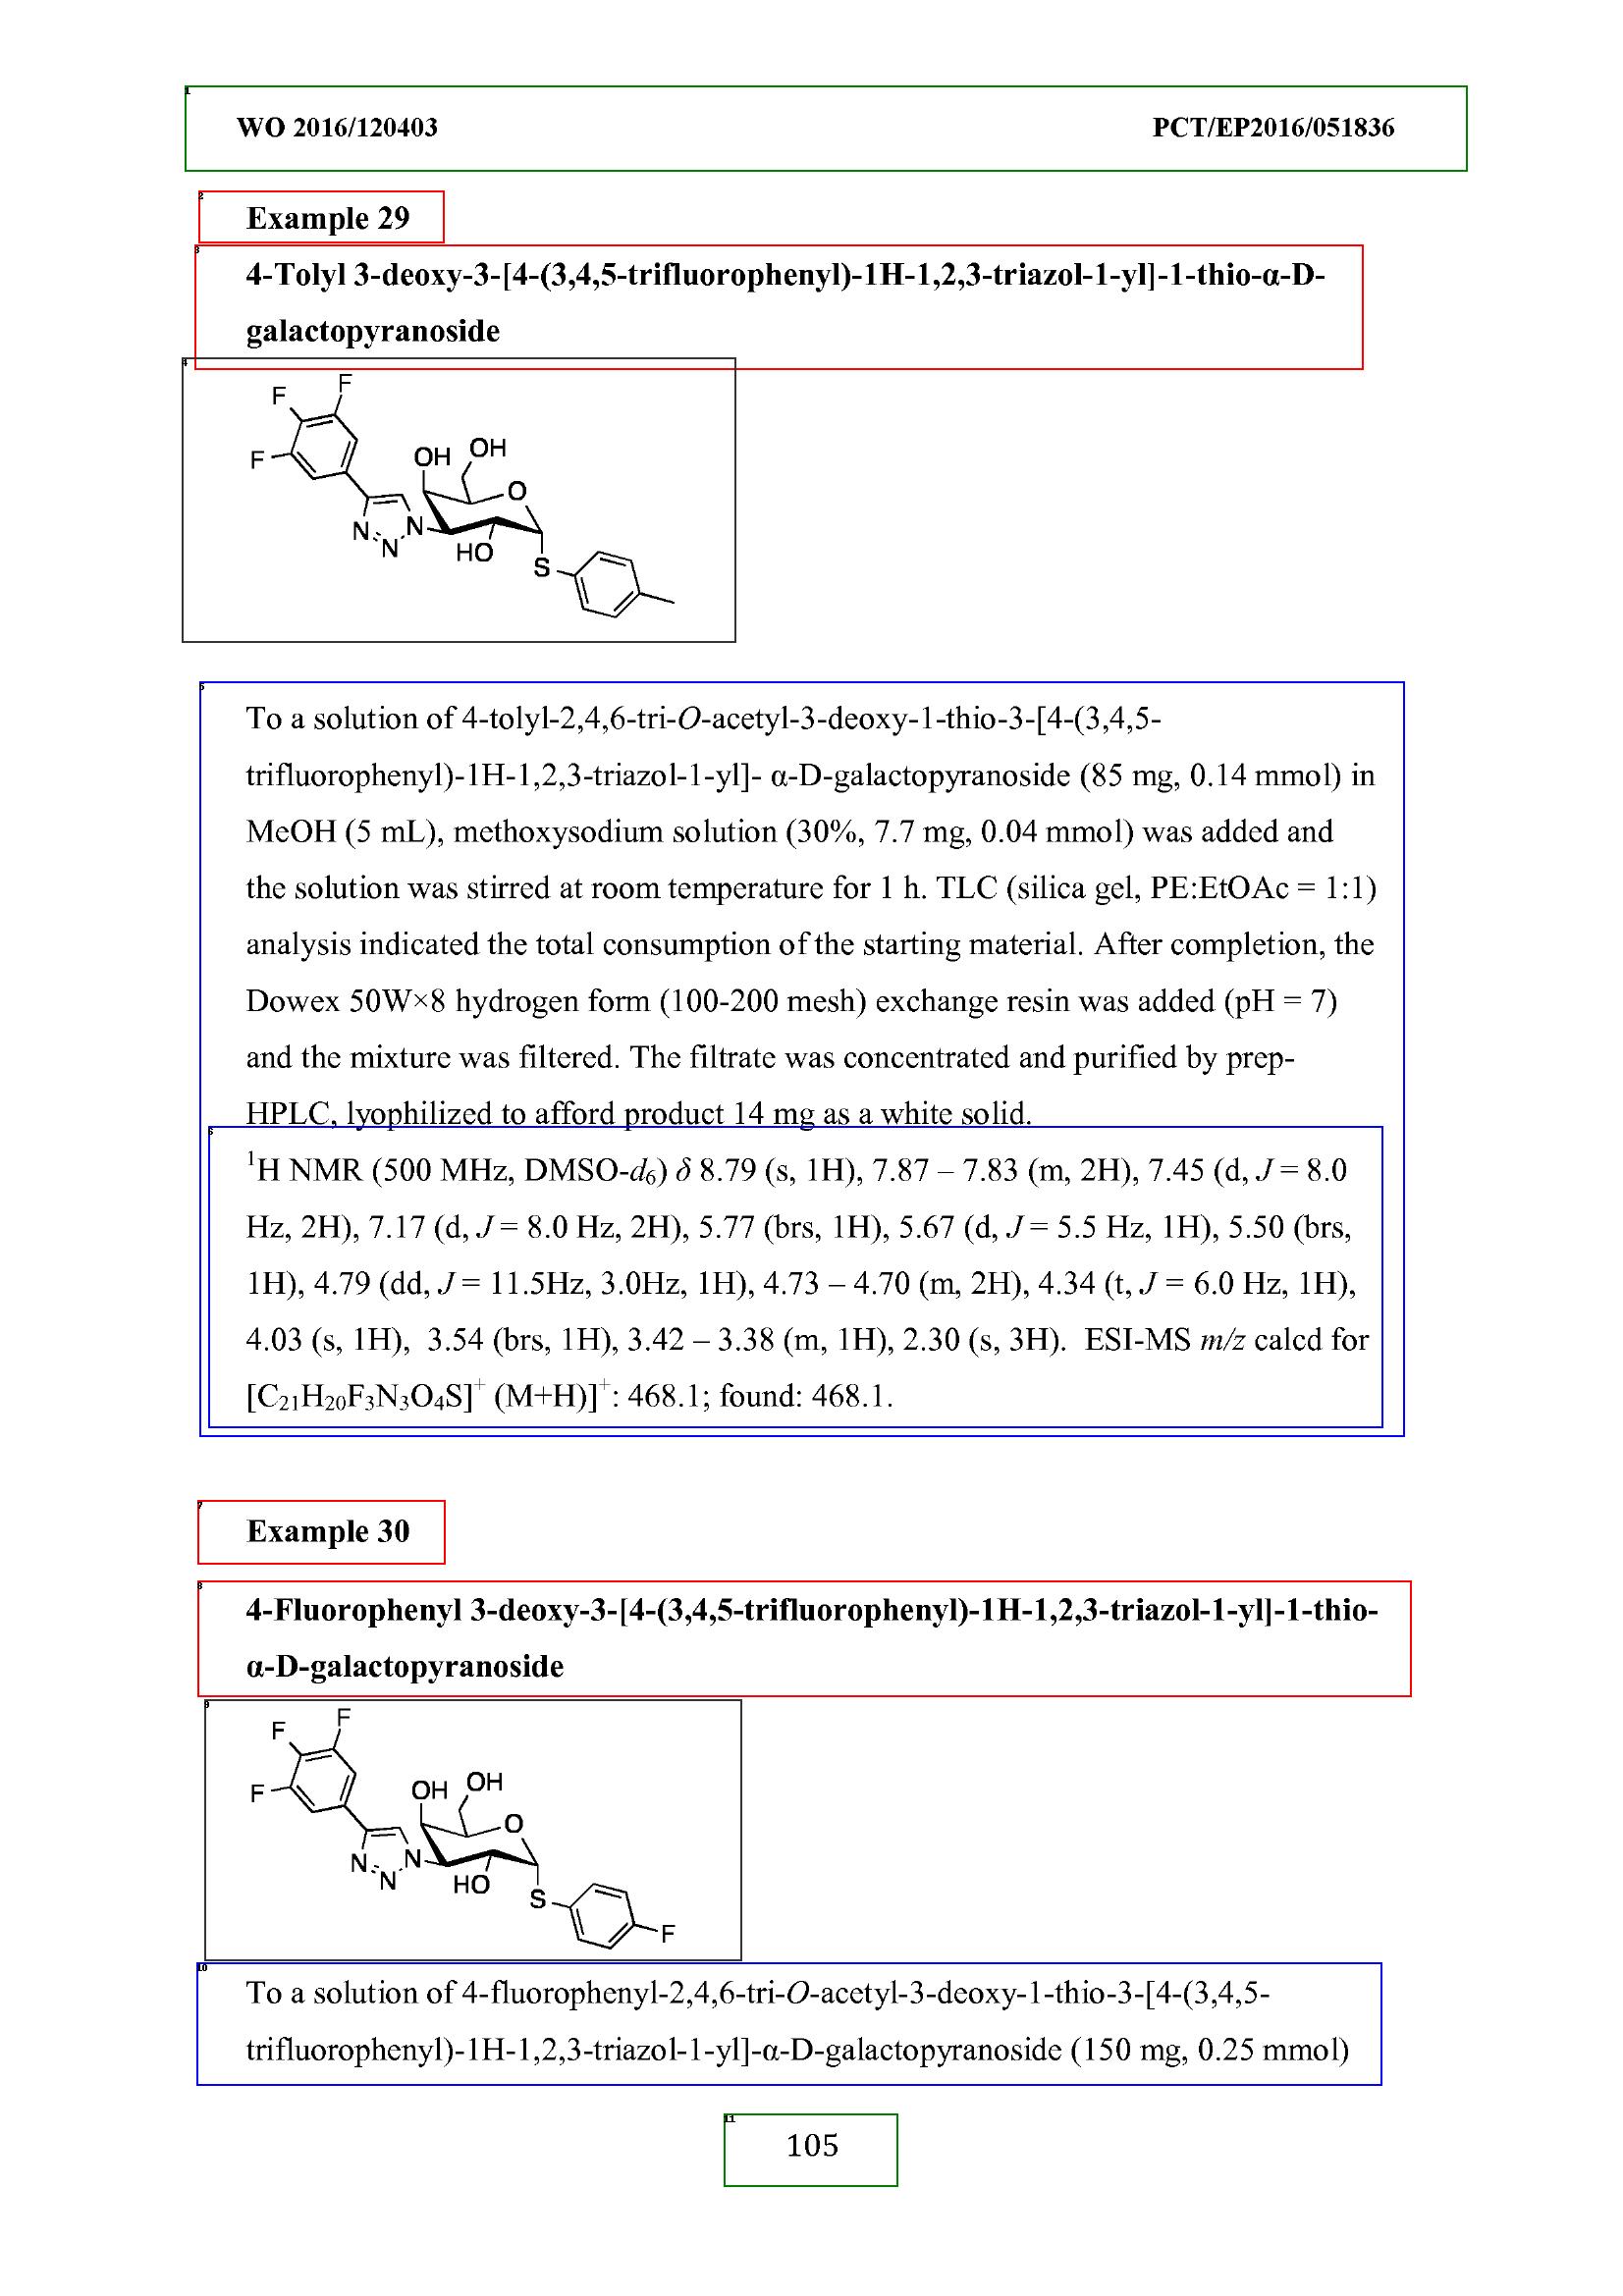 WO 2016/120403 PCT/EP2016/051836
Example 29
4-Tolyl 3-deoxy-3-[4-(3,4,5-trifluorophenyl)-1H-1,2,3-triazol-1-yl]-1-thio-α-D-
galactopyranoside
F
F
F
OH
OH
O
N
N
N
HO
S
To a solution of 4-tolyl-2,4,6-tri-O-acetyl-3-deoxy-1-thio-3-[4-(3,4,5-
trifluorophenyl)-1H-1,2,3-triazol-1-yl]- α-D-galactopyranoside (85 mg, 0.14 mmol) in
MeOH (5 mL), methoxysodium solution (30%, 7.7 mg, 0.04 mmol) was added and
the solution was stirred at room temperature for 1 h. TLC (silica gel, PE:EtOAc = 1:1)
analysis indicated the total consumption of the starting material. After completion, the
Dowex 50W×8 hydrogen form (100-200 mesh) exchange resin was added (pH = 7)
and the mixture was filtered. The filtrate was concentrated and purified by prep-
HPLC, lyophilized to afford product 14 mg as a white solid.
¹H NMR (500 MHz, DMSO-d₆) δ 8.79 (s, 1H), 7.87 – 7.83 (m, 2H), 7.45 (d, J = 8.0
Hz, 2H), 7.17 (d, J = 8.0 Hz, 2H), 5.77 (brs, 1H), 5.67 (d, J = 5.5 Hz, 1H), 5.50 (brs,
1H), 4.79 (dd, J = 11.5Hz, 3.0Hz, 1H), 4.73 – 4.70 (m, 2H), 4.34 (t, J = 6.0 Hz, 1H),
4.03 (s, 1H), 3.54 (brs, 1H), 3.42 – 3.38 (m, 1H), 2.30 (s, 3H). ESI-MS m/z calcd for
[C₂₁H₂₀F₃N₃O₄S]⁺ (M+H)]⁺: 468.1; found: 468.1.
Example 30
4-Fluorophenyl 3-deoxy-3-[4-(3,4,5-trifluorophenyl)-1H-1,2,3-triazol-1-yl]-1-thio-
α-D-galactopyranoside
F
F
F
OH
OH
O
N
N
N
HO
S
F
To a solution of 4-fluorophenyl-2,4,6-tri-O-acetyl-3-deoxy-1-thio-3-[4-(3,4,5-
trifluorophenyl)-1H-1,2,3-triazol-1-yl]-α-D-galactopyranoside (150 mg, 0.25 mmol)
105